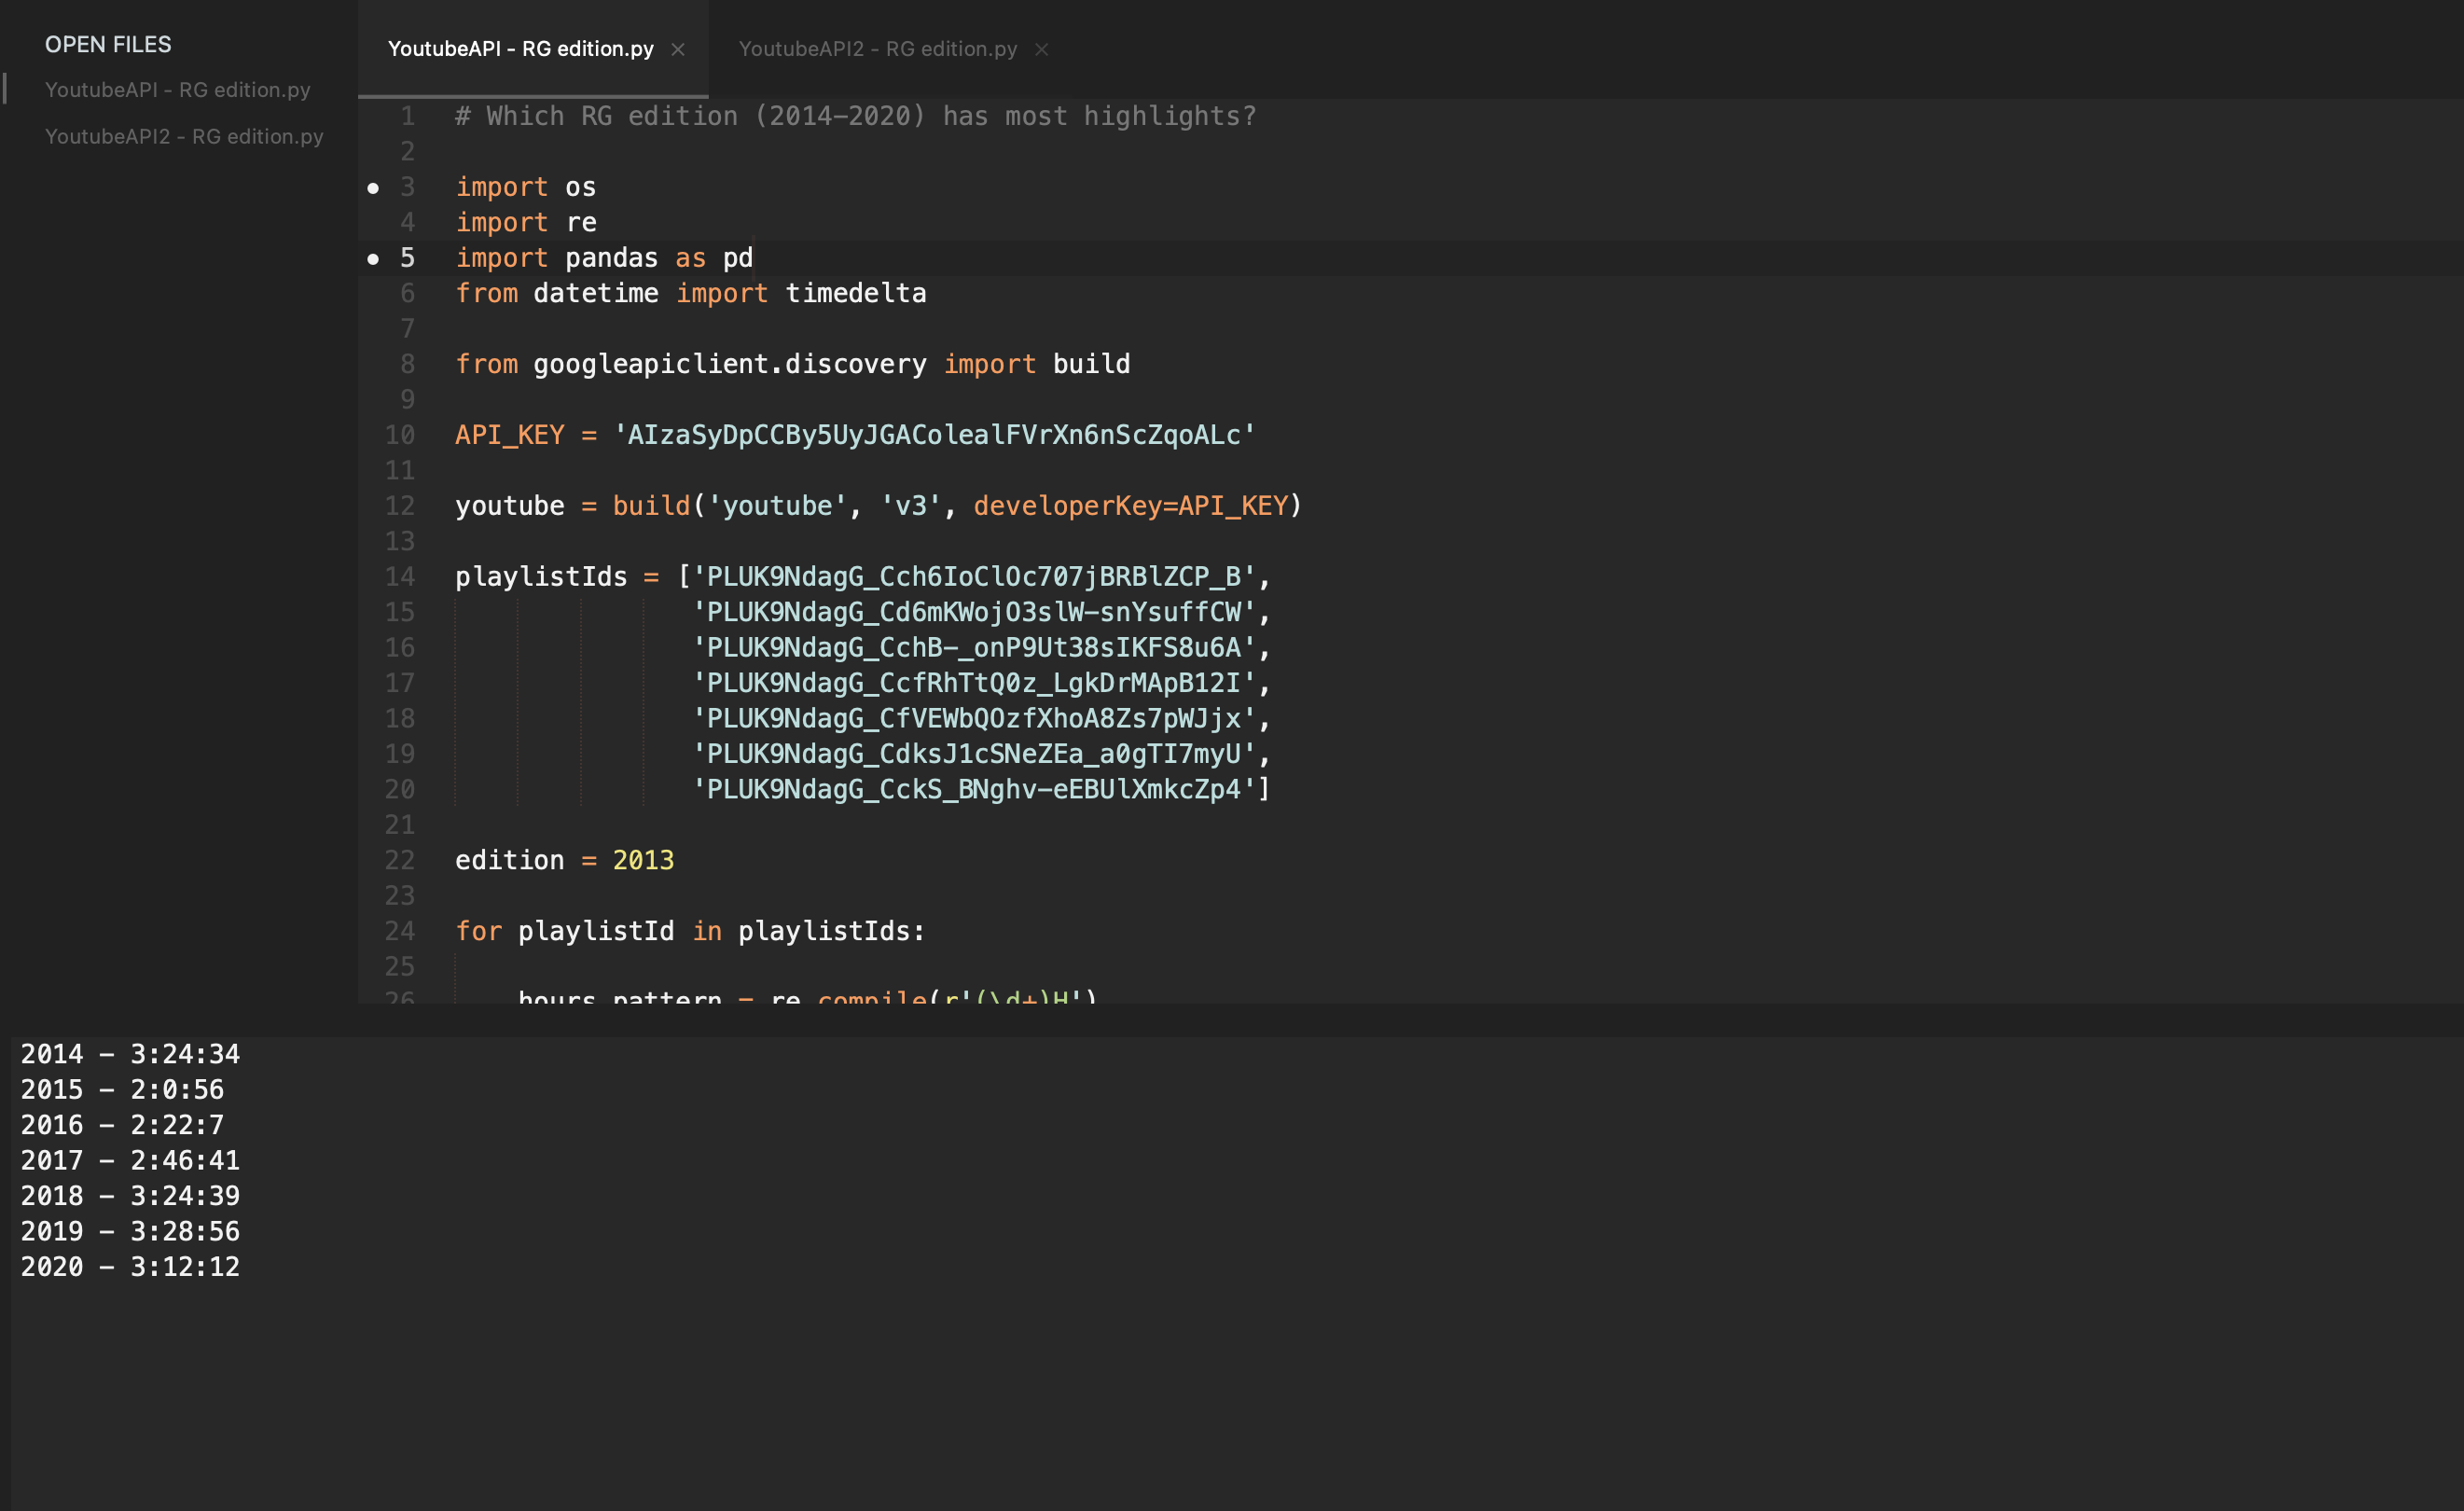 OPEN FILES
YoutubeAPI - RG edition.py
YoutubeAPI2 - RG edition.py
YoutubeAPI - RG edition.py × YoutubeAPI2 - RG edition.py ×
1 # Which RG edition (2014-2020) has most highlights?
2
3 import os
4 import re
5 import pandas as pd
6 from datetime import timedelta
7
8 from googleapiclient.discovery import build
9
10 API_KEY = 'AIzaSyDpCCBy5UyJGAColealFVrXn6nScZqoALc'
11
12 youtube = build('youtube', 'v3', developerKey=API_KEY)
13
14 playlistIds = ['PLUK9NdagG_Cch6IoClOc707jBRBlZCP_B',
15 'PLUK9NdagG_Cd6mKWojO3slW-snYsuffCW',
16 'PLUK9NdagG_CchB-_onP9Ut38sIKFS8u6A',
17 'PLUK9NdagG_CcfRhTtQ0z_LgkDrMApB12I',
18 'PLUK9NdagG_CfVEWbQOzfXhoA8Zs7pWJjx',
19 'PLUK9NdagG_CdksJ1cSNeZEa_a0gTI7myU',
20 'PLUK9NdagG_CckS_BNghv-eEBUlXmkcZp4']
21
22 edition = 2013
23
24 for playlistId in playlistIds:
25
26 hours_pattern = re.compile(r'(\d+)H')
2014 - 3:24:34
2015 - 2:0:56
2016 - 2:22:7
2017 - 2:46:41
2018 - 3:24:39
2019 - 3:28:56
2020 - 3:12:12